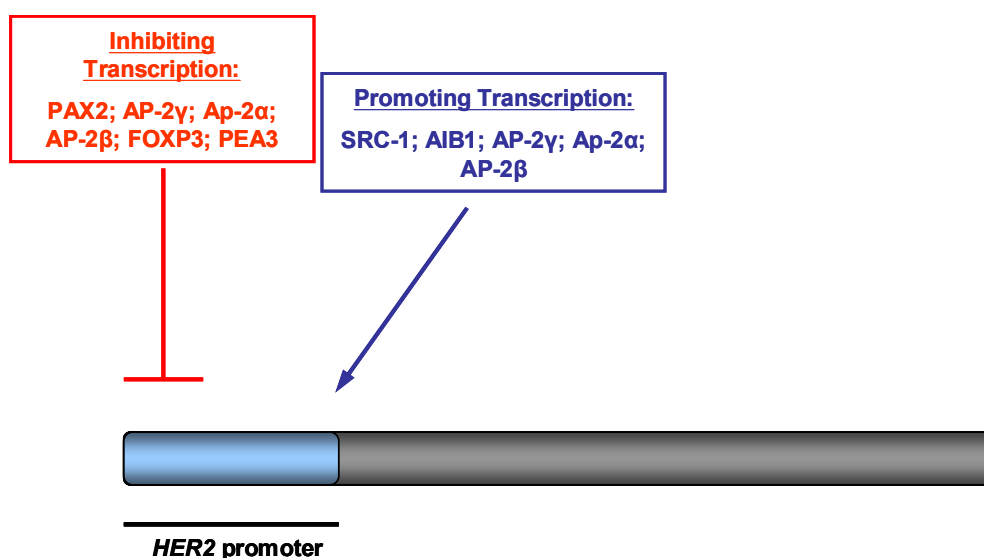 Inhibiting
Transcription:
PAX2; AP-2γ; Ap-2α;
AP-2β; FOXP3; PEA3
Promoting Transcription:
SRC-1; AIB1; AP-2γ; Ap-2α;
AP-2β
HER2 promoter